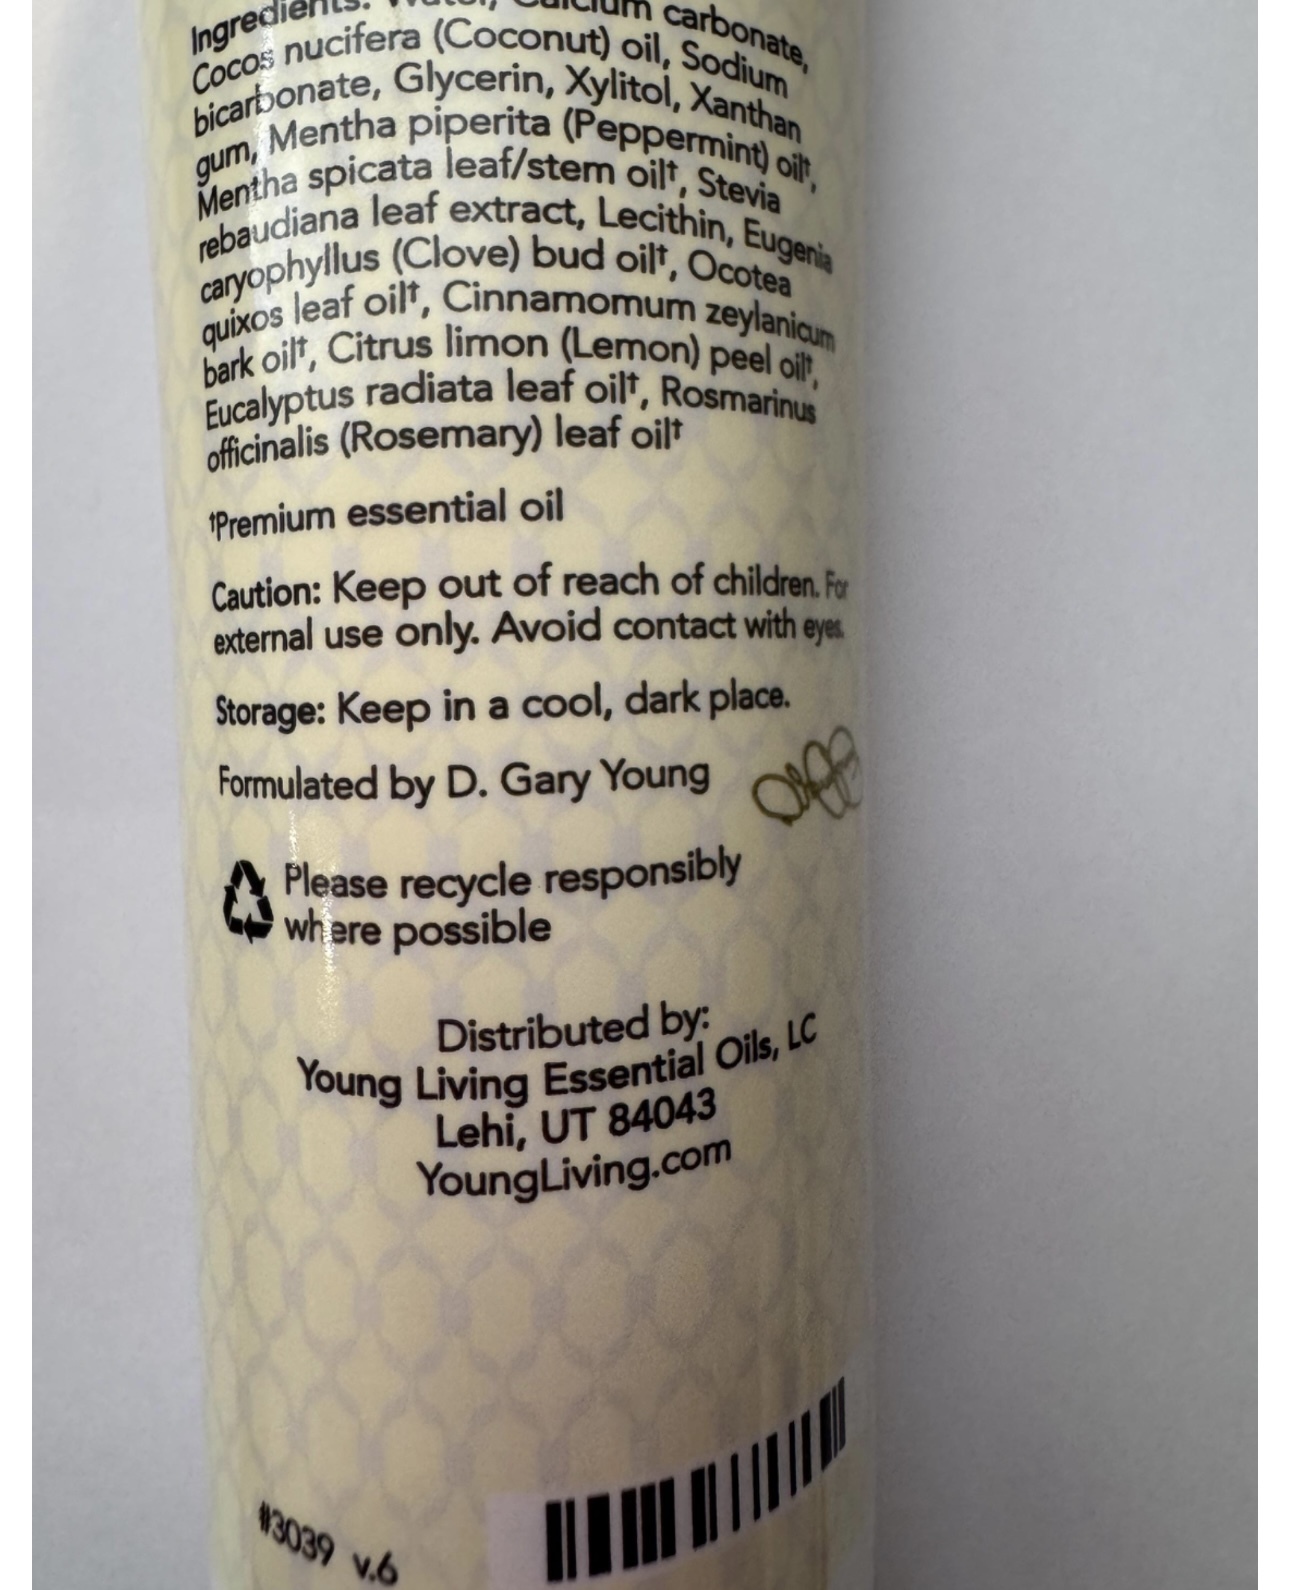 Ingredients: Water, Calcium carbonate,
Cocos nucifera (Coconut) oil, Sodium
bicarbonate, Glycerin, Xylitol, Xanthan
gum, Mentha piperita (Peppermint) oil†,
Mentha spicata leaf/stem oil†, Stevia
rebaudiana leaf extract, Lecithin, Eugenia
caryophyllus (Clove) bud oil†, Ocotea
quixos leaf oil†, Cinnamomum zeylanicum
bark oil†, Citrus limon (Lemon) peel oil†,
Eucalyptus radiata leaf oil†, Rosmarinus
officinalis (Rosemary) leaf oil†
†Premium essential oil
Caution: Keep out of reach of children. For
external use only. Avoid contact with eyes.
Storage: Keep in a cool, dark place.
Formulated by D. Gary Young
Please recycle responsibly
where possible
Distributed by:
Young Living Essential Oils, LC
Lehi, UT 84043
YoungLiving.com
#3039 v.6